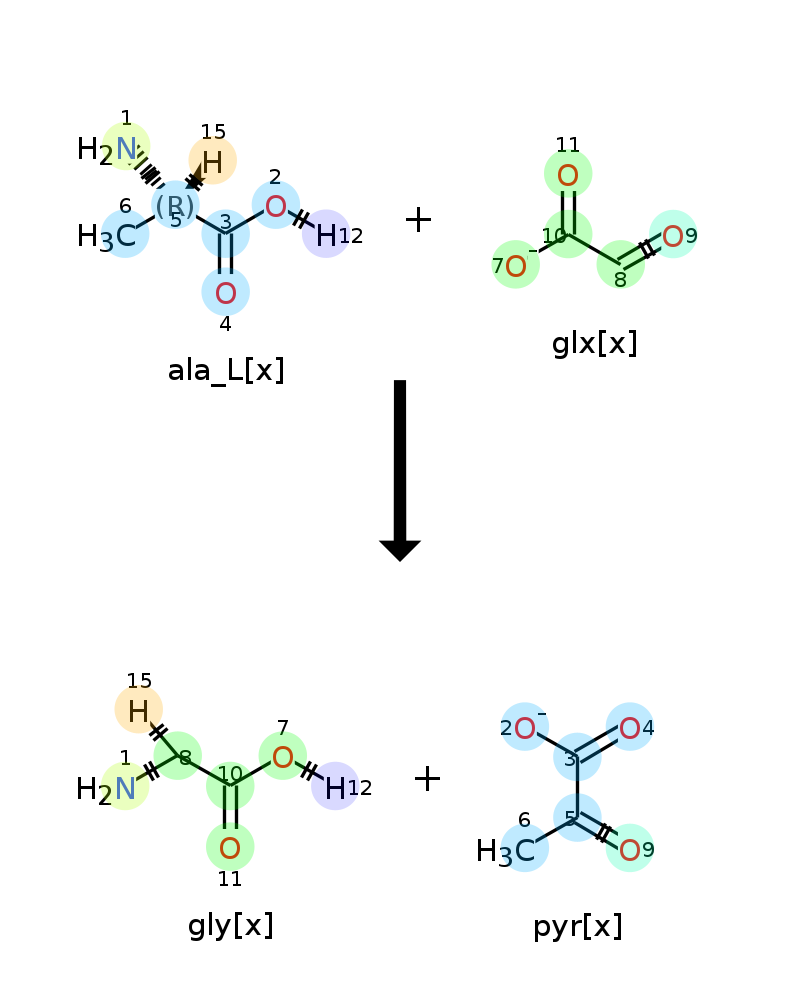 1
15
H₂N
H
2
6
(R)
5
3
O
H₃C
H12
O
4
ala_L[x]
+
11
O
10
7O⁻
8
O9
glx[x]
15
H
1
8
7
10
O
H₂N
H12
O
11
gly[x]
+
2O⁻
O4
3
6
5
H₃C
O9
pyr[x]